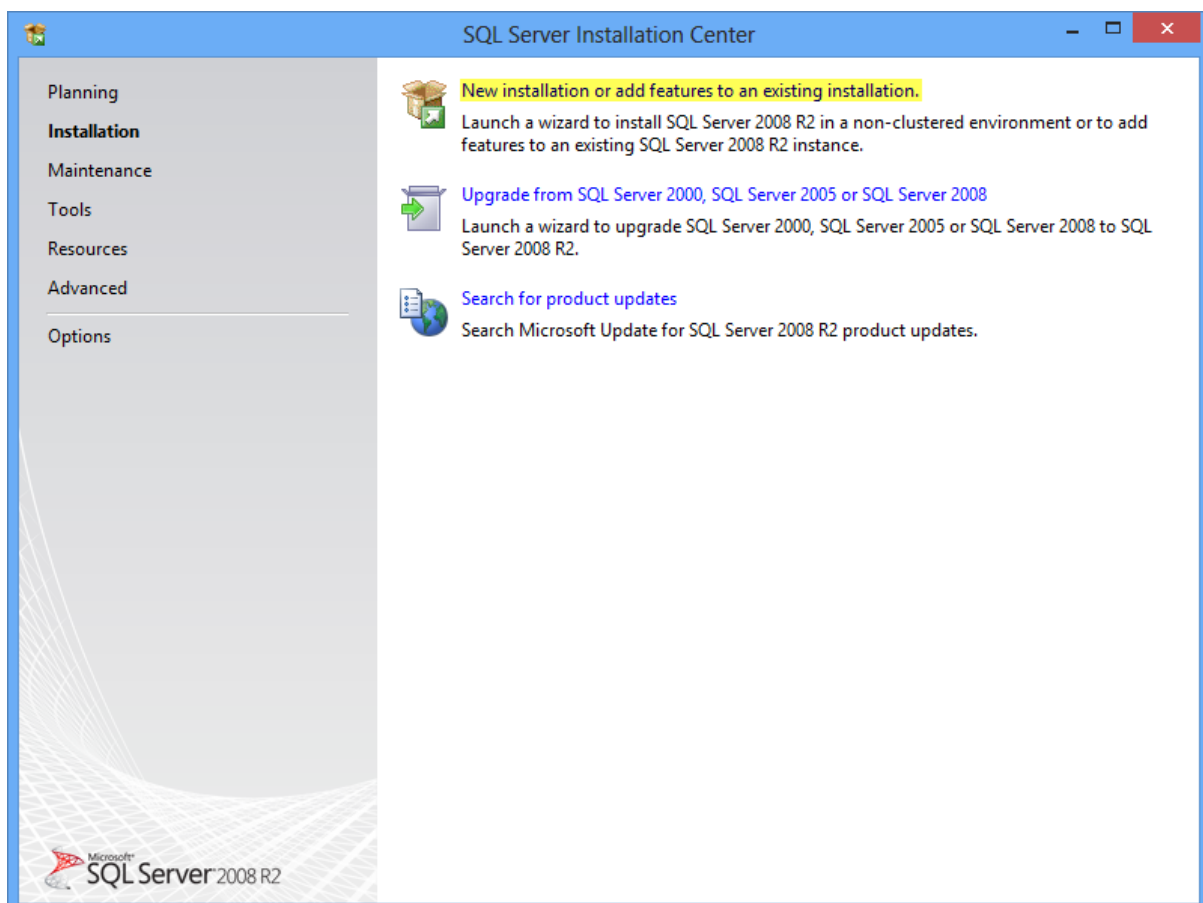 SQL Server Installation Center
Planning
Installation
Maintenance
Tools
Resources
Advanced
Options
New installation or add features to an existing installation.
Launch a wizard to install SQL Server 2008 R2 in a non-clustered environment or to add
features to an existing SQL Server 2008 R2 instance.
Upgrade from SQL Server 2000, SQL Server 2005 or SQL Server 2008
Launch a wizard to upgrade SQL Server 2000, SQL Server 2005 or SQL Server 2008 to SQL
Server 2008 R2.
Search for product updates
Search Microsoft Update for SQL Server 2008 R2 product updates.
Microsoft®
SQL Server® 2008 R2